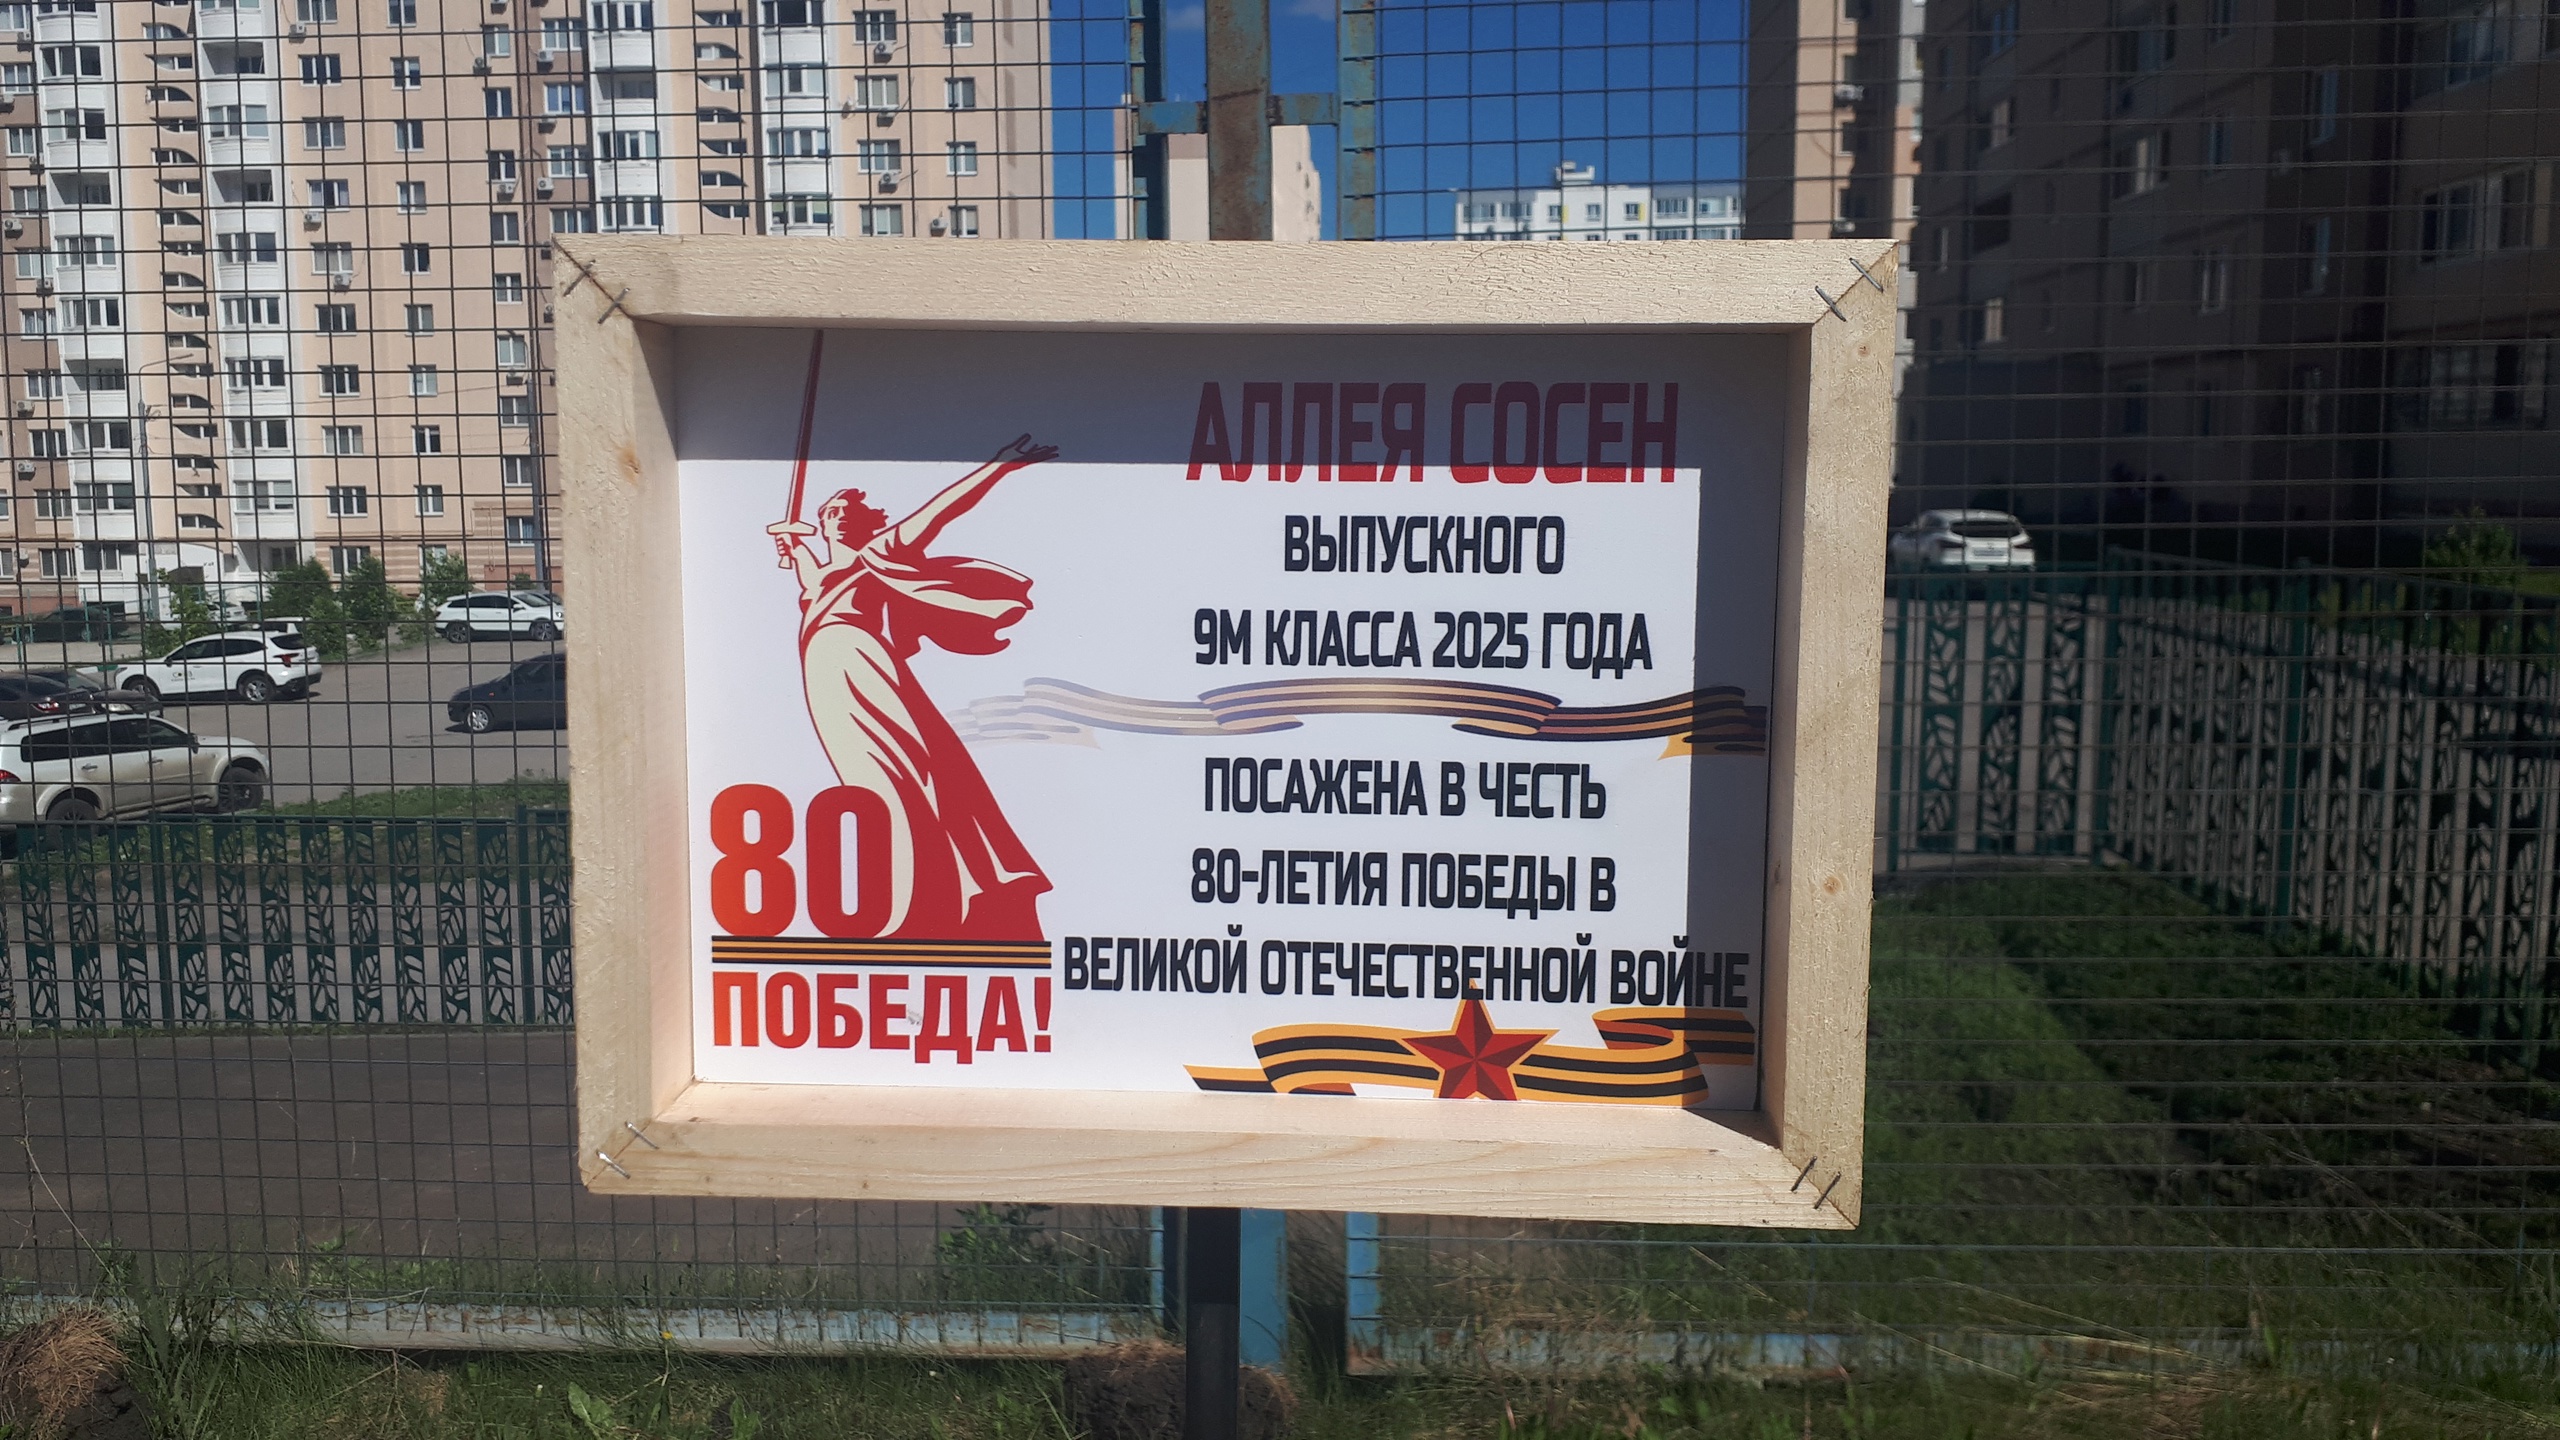 АЛЛЕЯ СОСЕН
ВЫПУСКНОГО
9М КЛАССА 2025 ГОДА
ПОСАЖЕНА В ЧЕСТЬ
80-ЛЕТИЯ ПОБЕДЫ В
ВЕЛИКОЙ ОТЕЧЕСТВЕННОЙ ВОЙНЕ
80
ПОБЕДА!